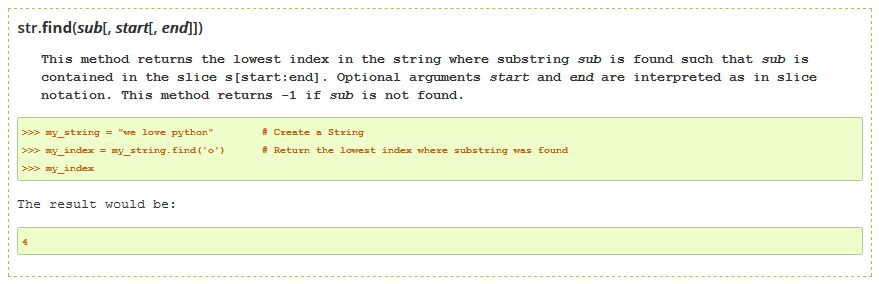 str.find(sub[, start[, end]])
This method returns the lowest index in the string where substring sub is found such that sub is
contained in the slice s[start:end]. Optional arguments start and end are interpreted as in slice
notation. This method returns -1 if sub is not found.
>>> my_string = "we love python"        # Create a String
>>> my_index = my_string.find('o')      # Return the lowest index where substring was found
>>> my_index
The result would be:
4